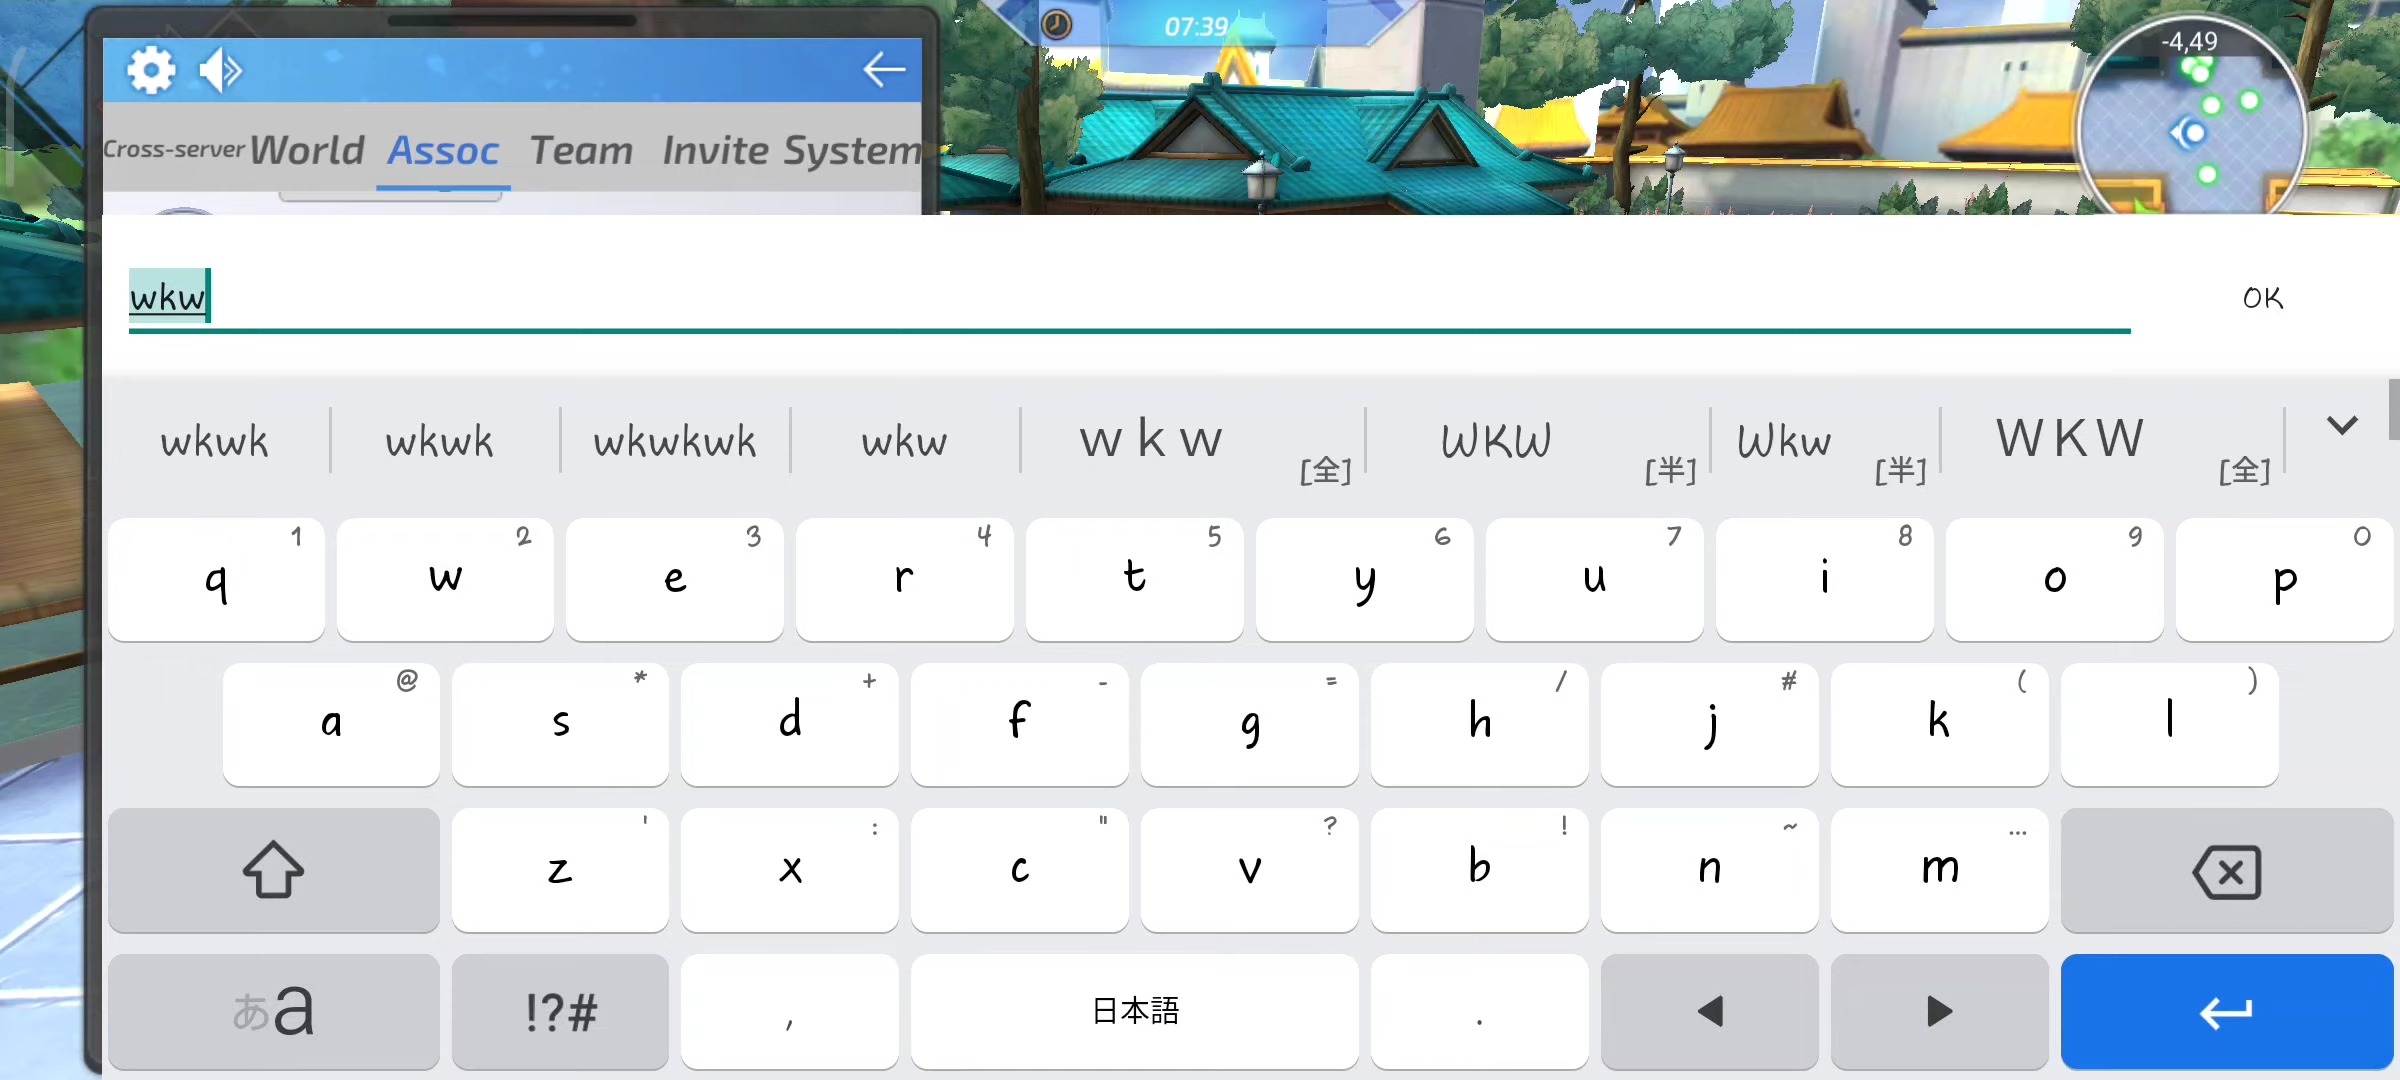 07:39
-4,49
Cross-server World Assoc Team Invite System
wkw
OK
wkwk wkwk wkwkwk wkw ｗｋｗ [全] WKW [半] Wkw [半] ＷＫＷ [全]
1 2 3 4 5 6 7 8 9 0
q w e r t y u i o p
@ * + - = / # ( )
a s d f g h j k l
' : " ? ! ~ …
z x c v b n m
あa !?# , 日本語 .